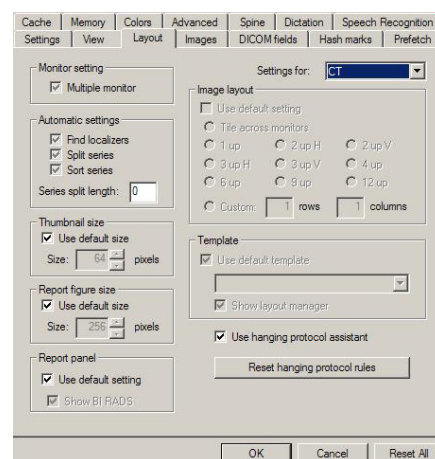 Cache Memory Colors Advanced Spine Dictation Speech Recognition
Settings View Layout Images DICOM fields Hash marks Prefetch
Monitor setting
Multiple monitor
Automatic settings
Find localizers
Split series
Sort series
Series split length: 0
Thumbnail size
Use default size
Size: 64 pixels
Report figure size
Use default size
Size: 256 pixels
Report panel
Use default setting
Show BI RADS
Settings for: CT
Image layout
Use default setting
Tile across monitors
1 up 2 up H 2 up V
3 up H 3 up V 4 up
6 up 9 up 12 up
Custom: 1 rows 1 columns
Template
Use default template
Show layout manager
Use hanging protocol assistant
Reset hanging protocol rules
OK Cancel Reset All